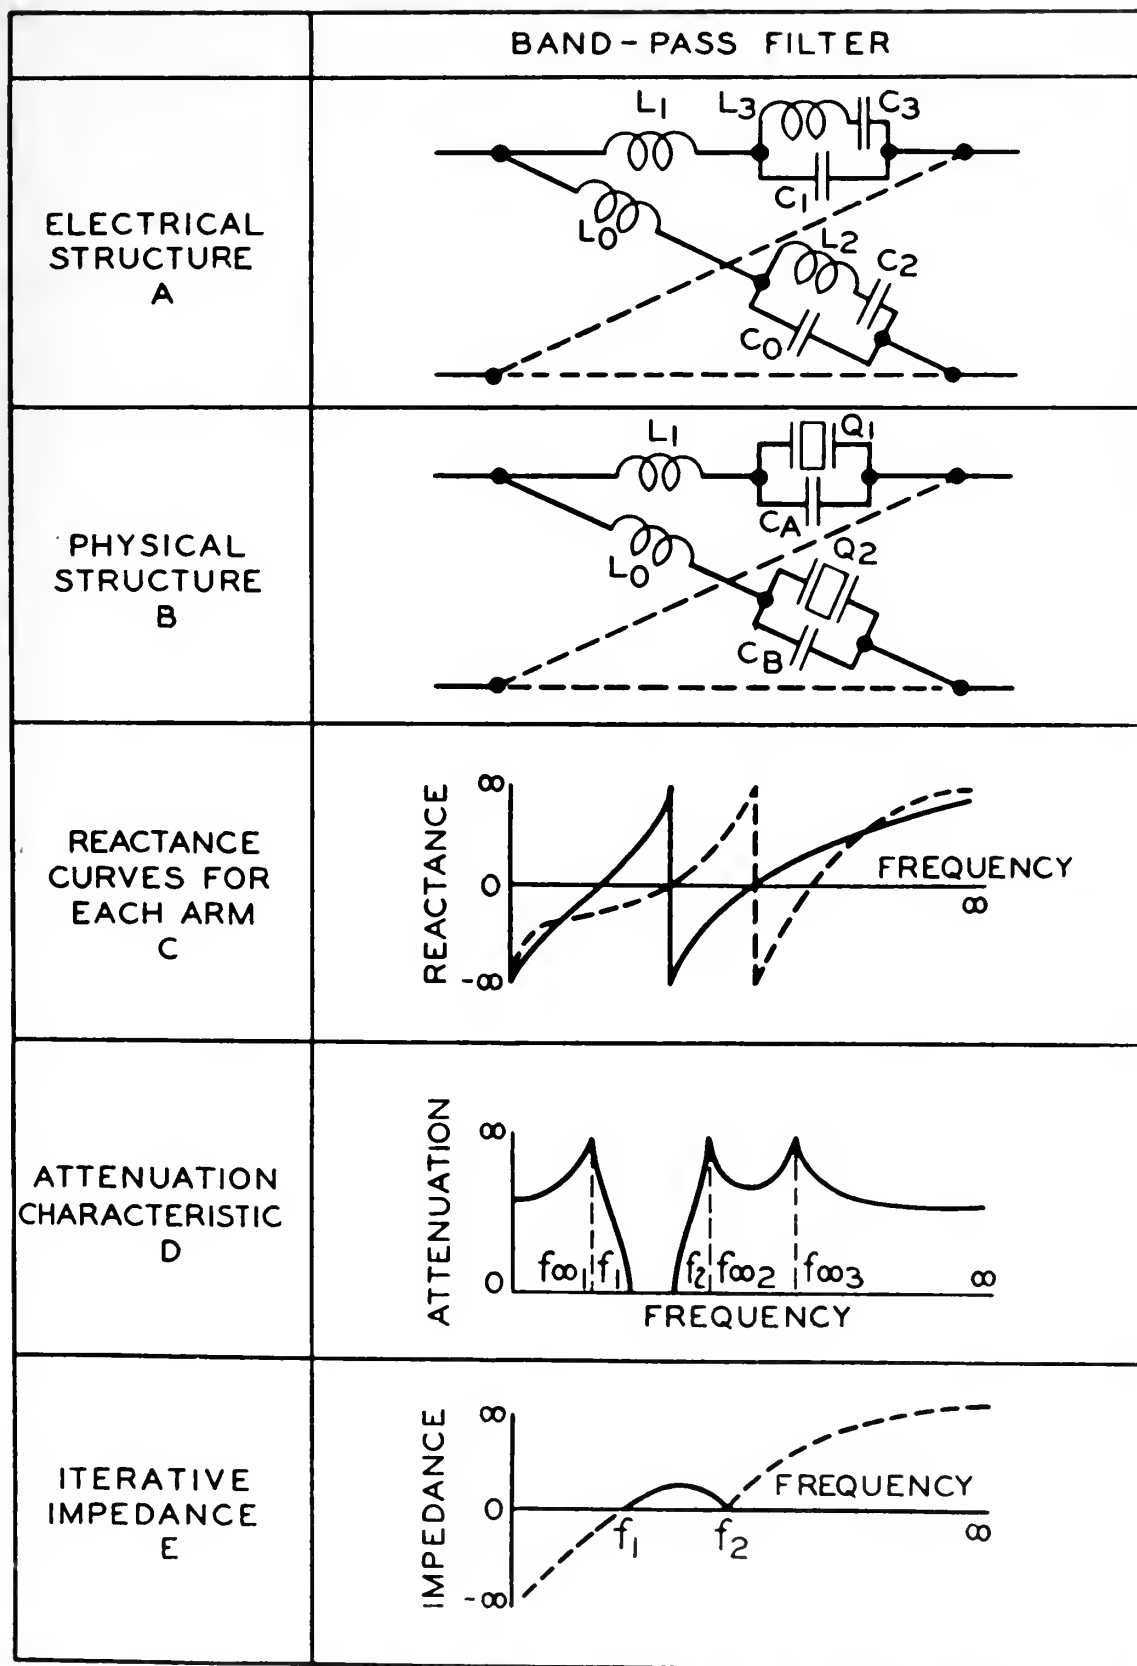 BAND-PASS FILTER
ELECTRICAL
STRUCTURE
A
L1
L3
C3
C1
L0
L2
C2
C0
PHYSICAL
STRUCTURE
B
L1
Q1
CA
L0
Q2
CB
REACTANCE
CURVES FOR
EACH ARM
C
REACTANCE
∞
0
-∞
FREQUENCY
∞
ATTENUATION
CHARACTERISTIC
D
ATTENUATION
∞
0
f∞1
f1
f2
f∞2
f∞3
∞
FREQUENCY
ITERATIVE
IMPEDANCE
E
IMPEDANCE
∞
0
-∞
f1
f2
FREQUENCY
∞